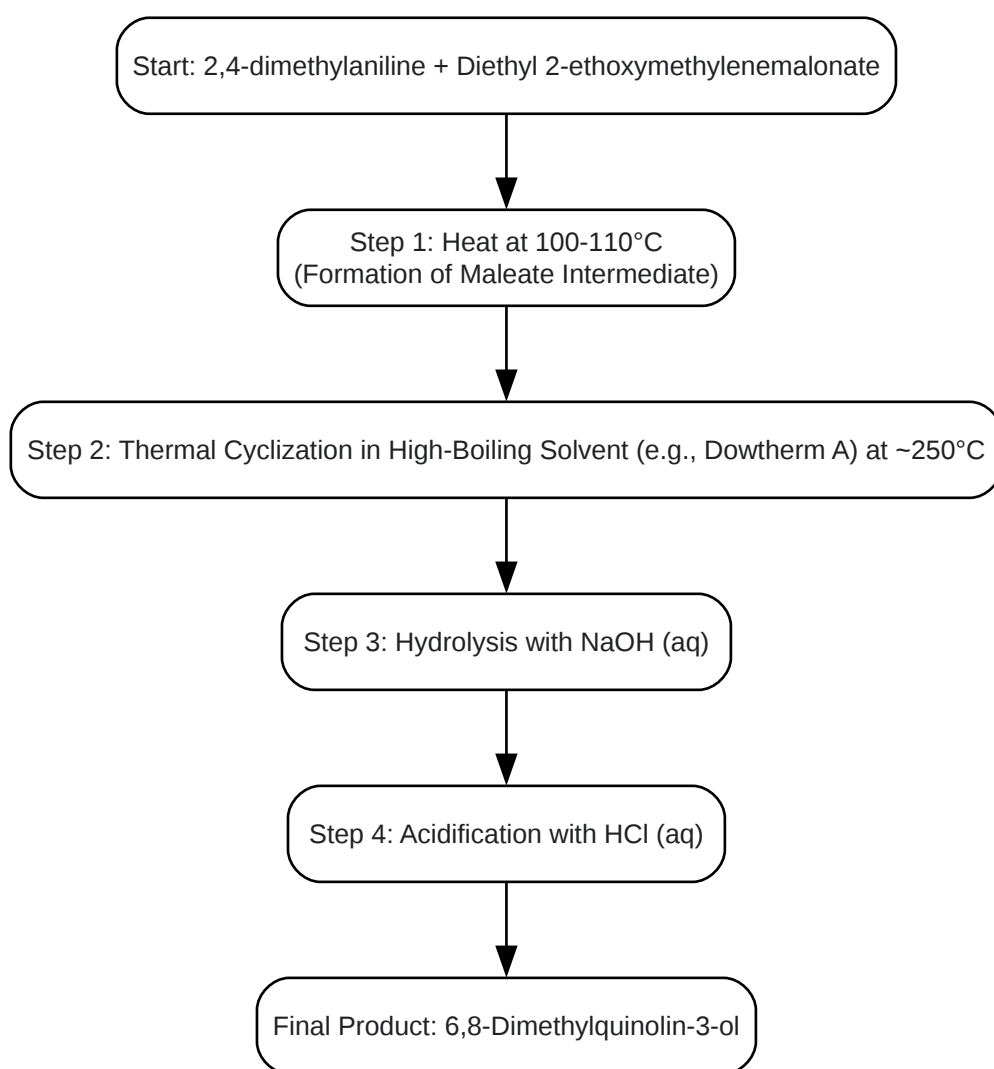 Start: 2,4-dimethylaniline + Diethyl 2-ethoxymethylenemalonate
Step 1: Heat at 100-110°C
(Formation of Maleate Intermediate)
Step 2: Thermal Cyclization in High-Boiling Solvent (e.g., Dowtherm A) at ~250°C
Step 3: Hydrolysis with NaOH (aq)
Step 4: Acidification with HCl (aq)
Final Product: 6,8-Dimethylquinolin-3-ol